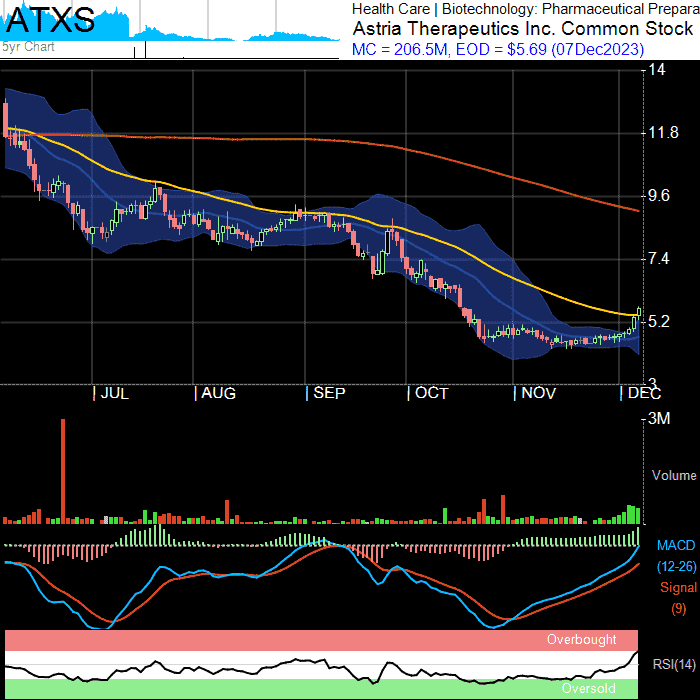 ATXS
5yr Chart
Health Care | Biotechnology: Pharmaceutical Prepara
Astria Therapeutics Inc. Common Stock
MC = 206.5M, EOD = $5.69 (07Dec2023)
14
11.8
9.6
7.4
5.2
3
| JUL | AUG | SEP | OCT | NOV | DEC
3M
Volume
MACD
(12-26)
Signal
(9)
Overbought
RSI(14)
Oversold